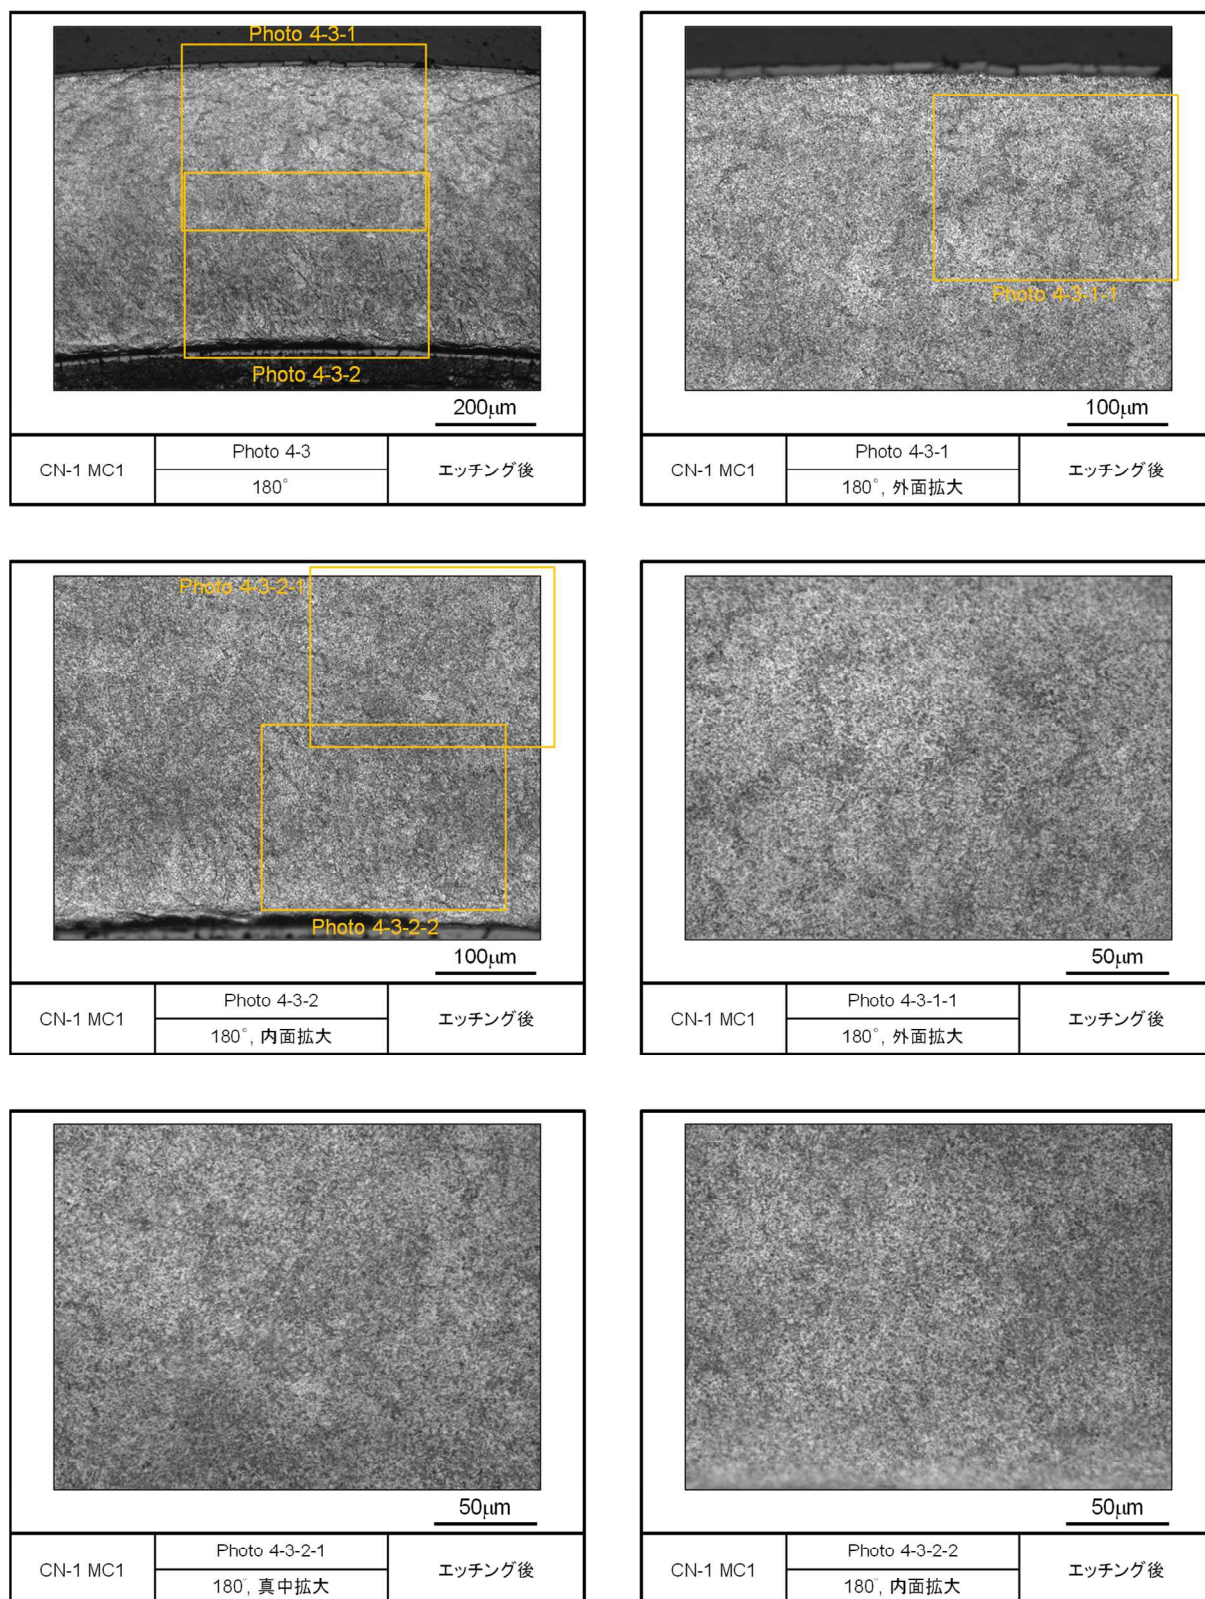 Photo 4-3-1
Photo 4-3-2
200μm
CN-1 MC1
Photo 4-3
180°
エッチング後
Photo 4-3-1-1
100μm
CN-1 MC1
Photo 4-3-1
180°, 外面拡大
エッチング後
Photo 4-3-2-1
Photo 4-3-2-2
100μm
CN-1 MC1
Photo 4-3-2
180°, 内面拡大
エッチング後
50μm
CN-1 MC1
Photo 4-3-1-1
180°, 外面拡大
エッチング後
50μm
CN-1 MC1
Photo 4-3-2-1
180°, 真中拡大
エッチング後
50μm
CN-1 MC1
Photo 4-3-2-2
180°, 内面拡大
エッチング後